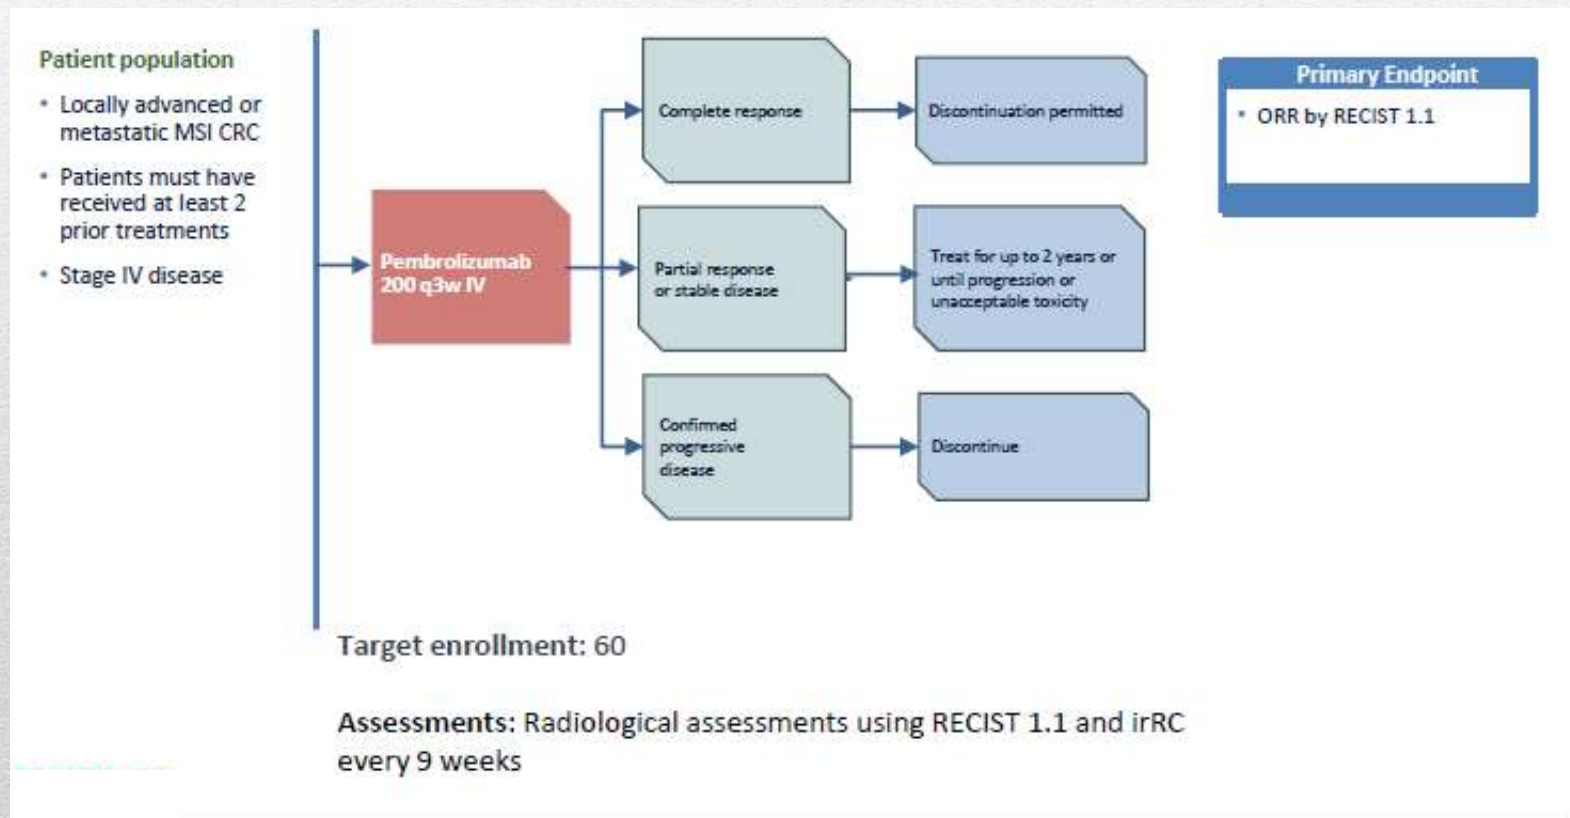 Patient population
• Locally advanced or
metastatic MSI CRC
• Patients must have
received at least 2
prior treatments
• Stage IV disease
Pembrolizumab
200 q3w IV
Complete response
Discontinuation permitted
Partial response
or stable disease
Treat for up to 2 years or
until progression or
unacceptable toxicity
Confirmed
progressive
disease
Discontinue
Primary Endpoint
• ORR by RECIST 1.1
Target enrollment: 60
Assessments: Radiological assessments using RECIST 1.1 and irRC
every 9 weeks